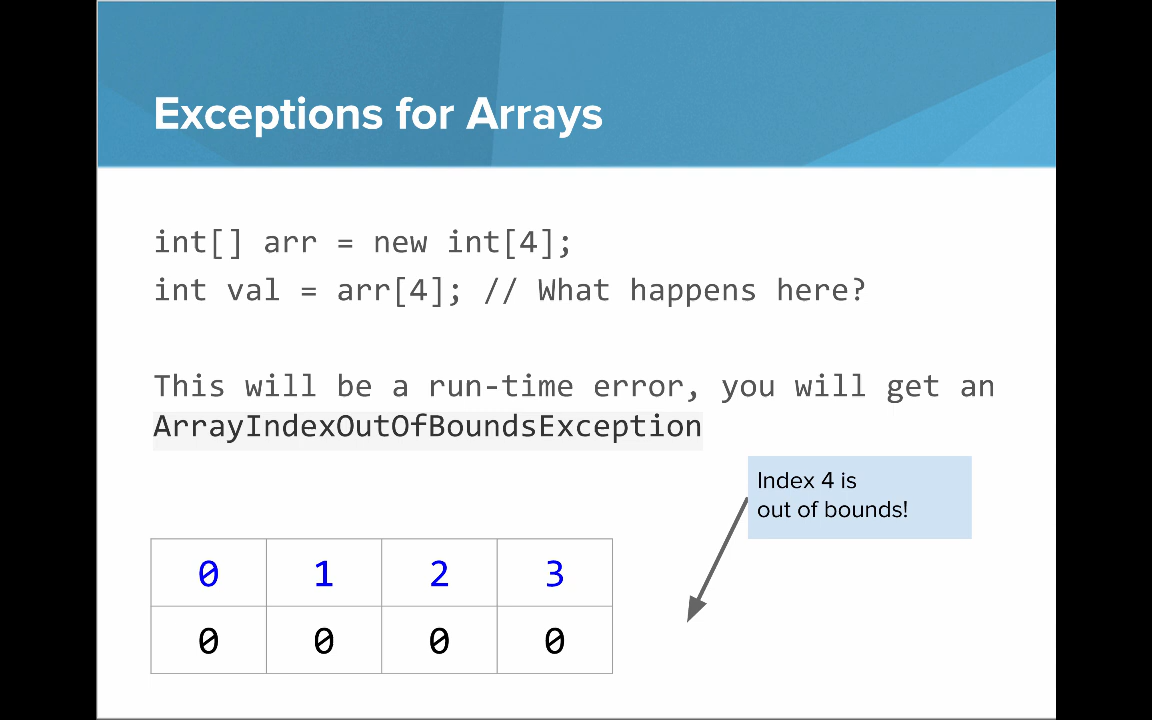 Exceptions for Arrays
int[] arr = new int[4];
int val = arr[4]; // What happens here?
This will be a run-time error, you will get an
ArrayIndexOutOfBoundsException
Index 4 is
out of bounds!
0 1 2 3
0 0 0 0